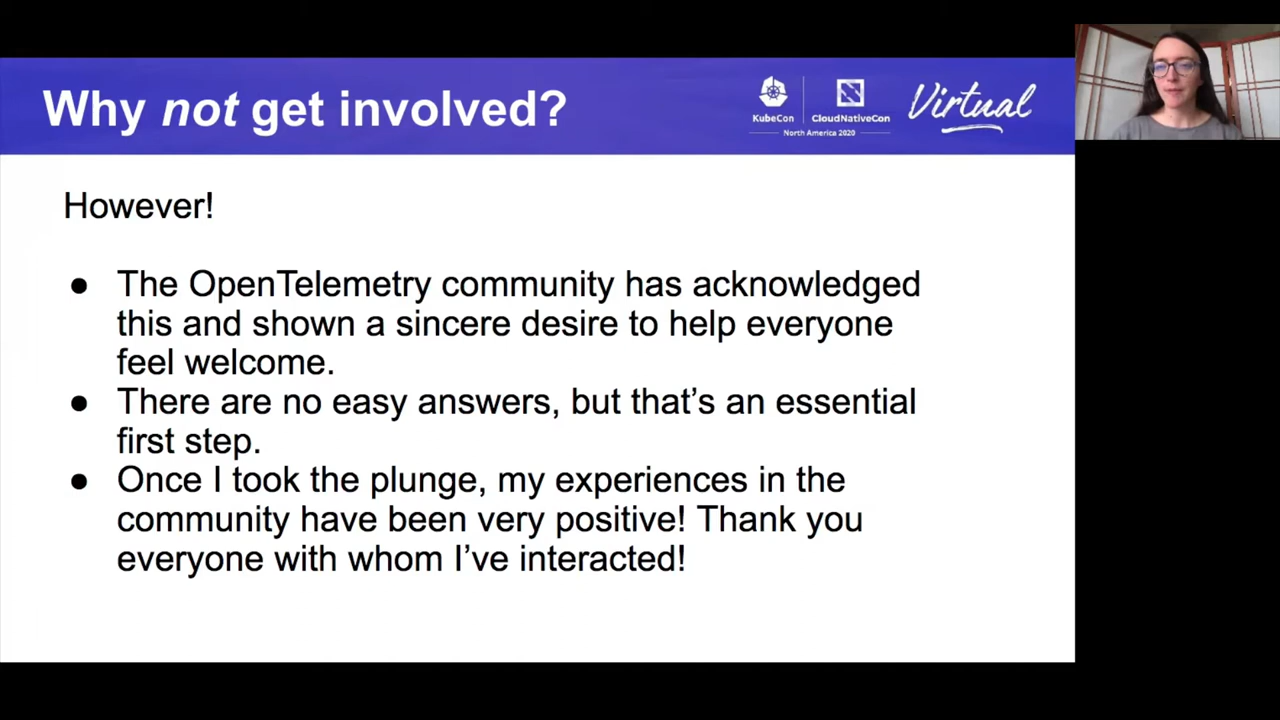 Why not get involved?
KubeCon
CloudNativeCon
North America 2020
Virtual
However!
● The OpenTelemetry community has acknowledged
this and shown a sincere desire to help everyone
feel welcome.
● There are no easy answers, but that’s an essential
first step.
● Once I took the plunge, my experiences in the
community have been very positive! Thank you
everyone with whom I’ve interacted!